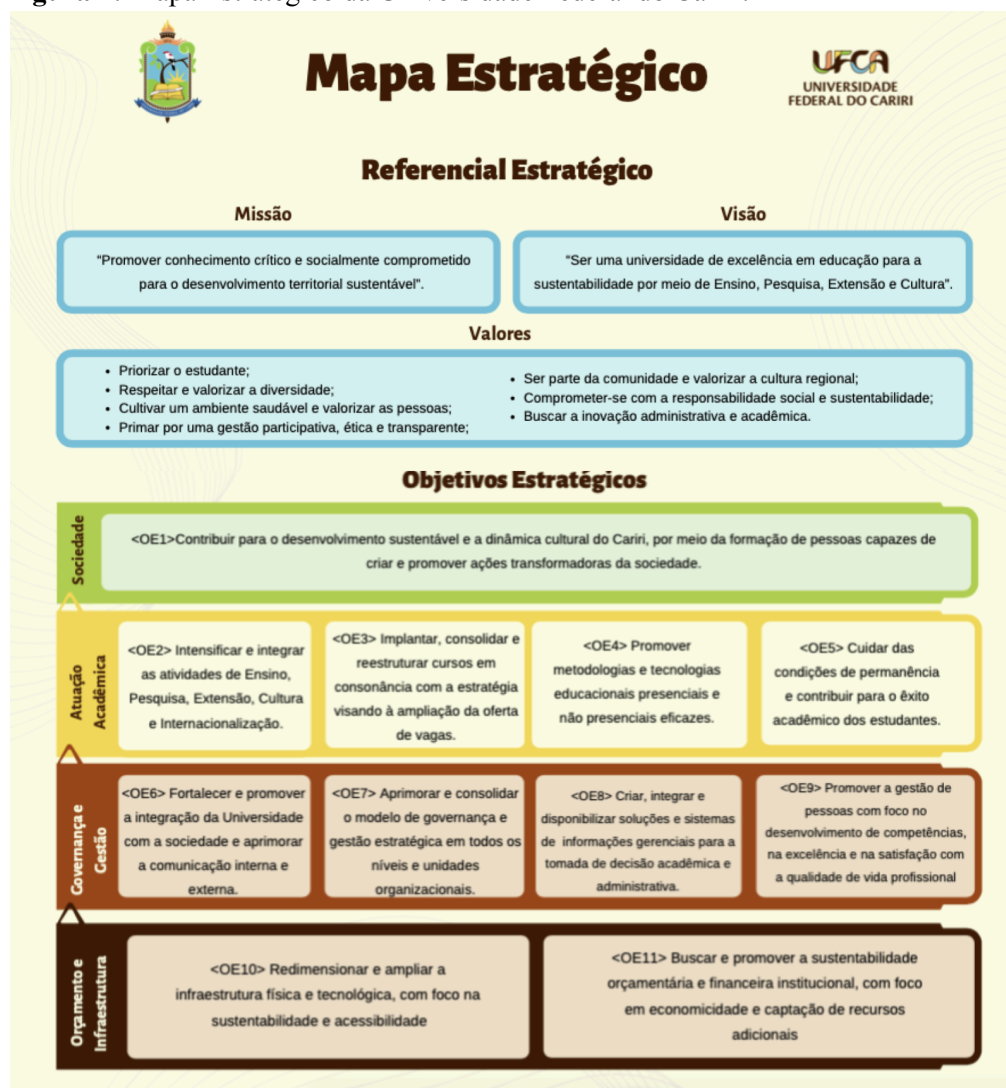 Mapa Estratégico
UFCA
UNIVERSIDADE
FEDERAL DO CARIRI
Referencial Estratégico
Missão
"Promover conhecimento crítico e socialmente comprometido
para o desenvolvimento territorial sustentável".
Visão
"Ser uma universidade de excelência em educação para a
sustentabilidade por meio de Ensino, Pesquisa, Extensão e Cultura".
Valores
• Priorizar o estudante;
• Respeitar e valorizar a diversidade;
• Cultivar um ambiente saudável e valorizar as pessoas;
• Primar por uma gestão participativa, ética e transparente;
• Ser parte da comunidade e valorizar a cultura regional;
• Comprometer-se com a responsabilidade social e sustentabilidade;
• Buscar a inovação administrativa e acadêmica.
Objetivos Estratégicos
Sociedade
<OE1>Contribuir para o desenvolvimento sustentável e a dinâmica cultural do Cariri, por meio da formação de pessoas capazes de
criar e promover ações transformadoras da sociedade.
Atuação
Acadêmica
<OE2> Intensificar e integrar
as atividades de Ensino,
Pesquisa, Extensão, Cultura
e Internacionalização.
<OE3> Implantar, consolidar e
reestruturar cursos em
consonância com a estratégia
visando à ampliação da oferta
de vagas.
<OE4> Promover
metodologias e tecnologias
educacionais presenciais e
não presenciais eficazes.
<OE5> Cuidar das
condições de permanência
e contribuir para o êxito
acadêmico dos estudantes.
Governança e
Gestão
<OE6> Fortalecer e promover
a integração da Universidade
com a sociedade e aprimorar
a comunicação interna e
externa.
<OE7> Aprimorar e consolidar
o modelo de governança e
gestão estratégica em todos os
níveis e unidades
organizacionais.
<OE8> Criar, integrar e
disponibilizar soluções e sistemas
de informações gerenciais para a
tomada de decisão acadêmica e
administrativa.
<OE9> Promover a gestão de
pessoas com foco no
desenvolvimento de competências,
na excelência e na satisfação com
a qualidade de vida profissional
Orçamento e
Infraestrutura
<OE10> Redimensionar e ampliar a
infraestrutura física e tecnológica, com foco na
sustentabilidade e acessibilidade
<OE11> Buscar e promover a sustentabilidade
orçamentária e financeira institucional, com foco
em economicidade e captação de recursos
adicionais